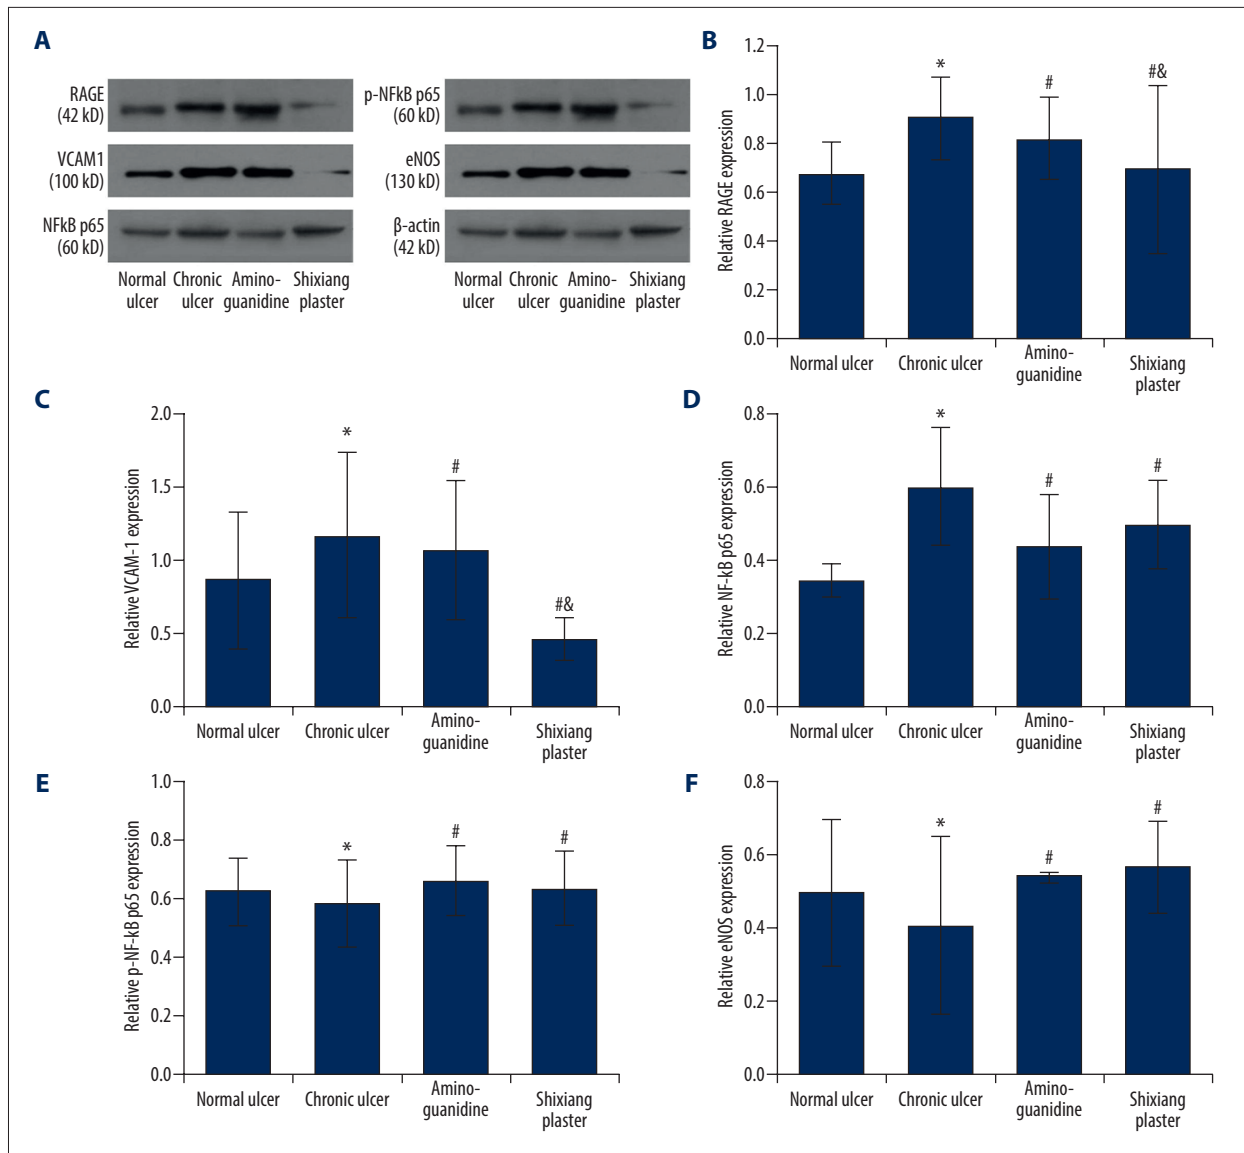 A
RAGE
(42 kD)
VCAM1
(100 kD)
NFkB p65
(60 kD)
Normal ulcer
Chronic ulcer
Amino-guanidine
Shixiang plaster
p-NFkB p65
(60 kD)
eNOS
(130 kD)
β-actin
(42 kD)
Normal ulcer
Chronic ulcer
Amino-guanidine
Shixiang plaster
B
Relative RAGE expression
1.2
1.0
0.8
0.6
0.4
0.2
0.0
*
#
#&
Normal ulcer
Chronic ulcer
Amino-
guanidine
Shixiang
plaster
C
Relative VCAM-1 expression
2.0
1.5
1.0
0.5
0.0
*
#
#&
Normal ulcer
Chronic ulcer
Amino-
guanidine
Shixiang
plaster
D
Relative NF-kB p65 expression
0.8
0.6
0.4
0.2
0.0
*
#
#
Normal ulcer
Chronic ulcer
Amino-
guanidine
Shixiang
plaster
E
Relative p-NF-kB p65 expression
1.0
0.8
0.6
0.4
0.2
0.0
*
#
#
Normal ulcer
Chronic ulcer
Amino-
guanidine
Shixiang
plaster
F
Relative eNOS expression
0.8
0.6
0.4
0.2
0.0
*
#
#
Normal ulcer
Chronic ulcer
Amino-
guanidine
Shixiang
plaster